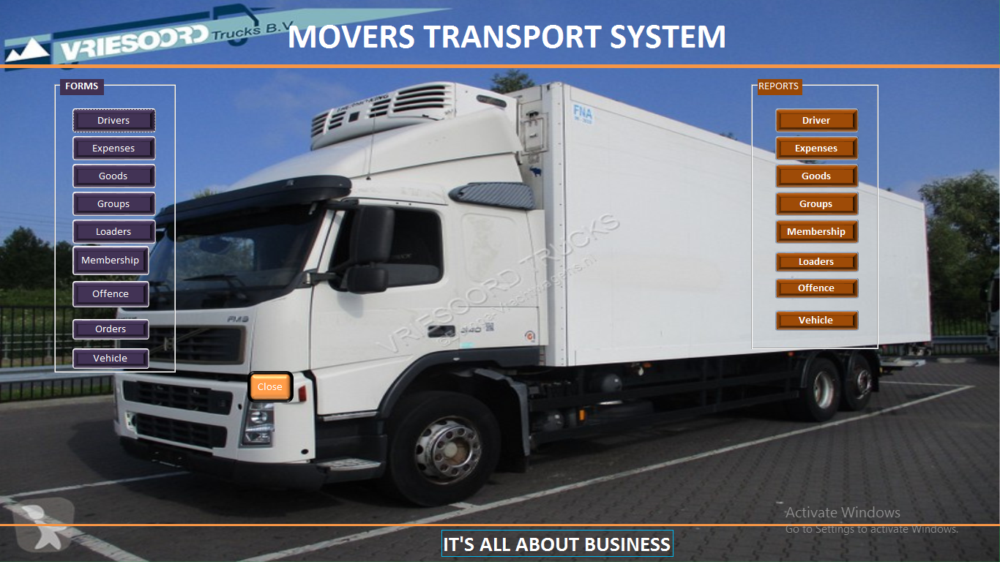 VRIESOORD Trucks B.V.
MOVERS TRANSPORT SYSTEM
FORMS
Drivers
Expenses
Goods
Groups
Loaders
Membership
Offence
Orders
Vehicle
Close
REPORTS
Driver
Expenses
Goods
Groups
Membership
Loaders
Offence
Vehicle
FNA
VRIESOORD TRUCKS
Activate Windows
Go to Settings to activate Windows.
IT'S ALL ABOUT BUSINESS